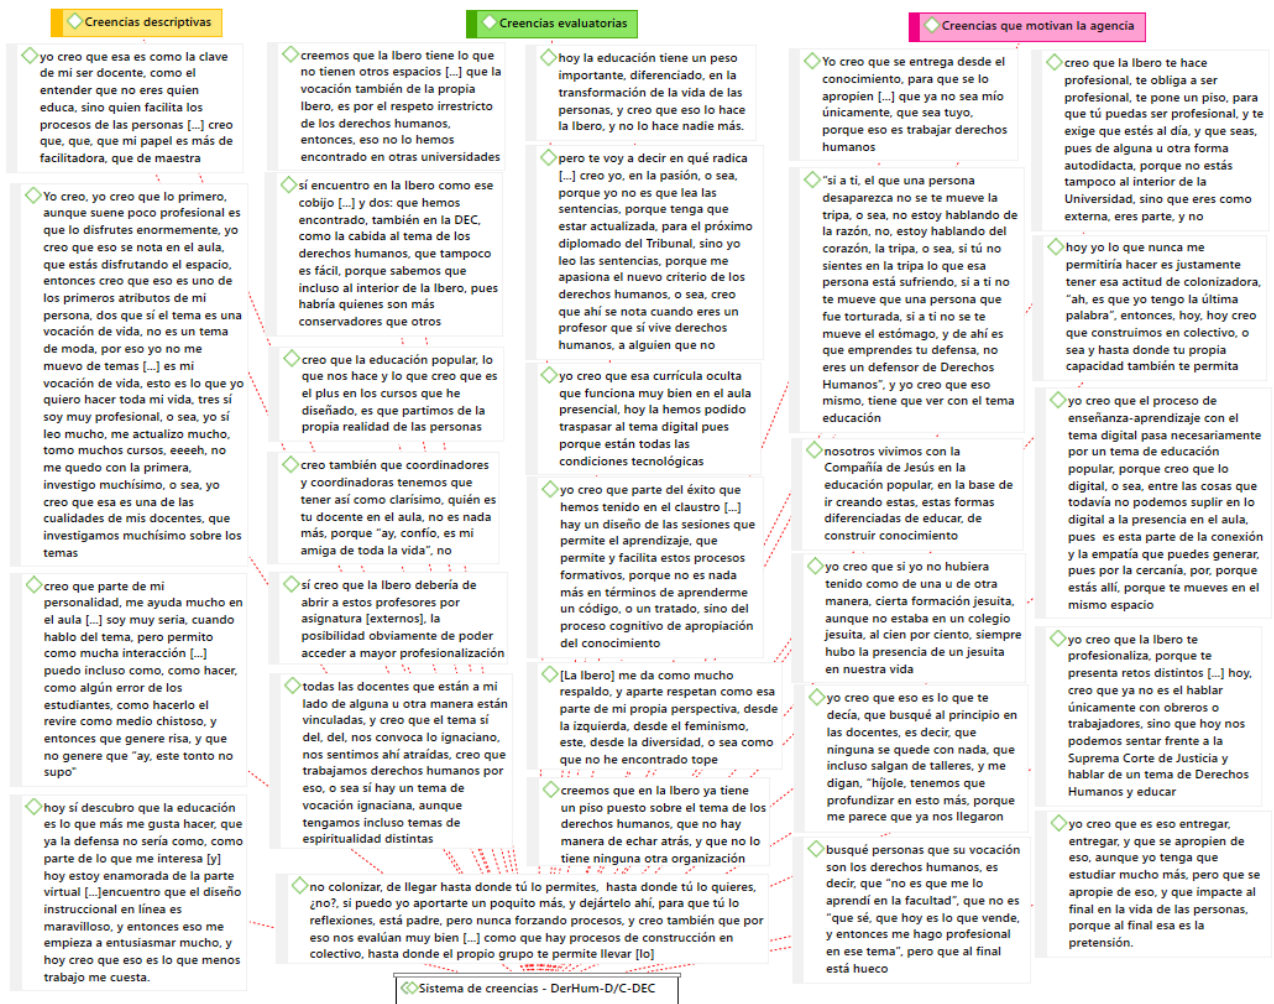 Creencias descriptivas
yo creo que esa es como la clave
de mi ser docente, como el
entender que no eres quien
educa, sino quien facilita los
procesos de las personas [...] creo
que, que, que mi papel es más de
facilitadora, que de maestra
Yo creo, yo creo que lo primero,
aunque suene poco profesional es
que lo disfrutes enormemente, yo
creo que eso se nota en el aula,
que estás disfrutando el espacio,
entonces creo que eso es uno de
los primeros atributos de mi
persona, dos que sí el tema es una
vocación de vida, no es un tema
de moda, por eso yo no me
muevo de temas [...] es mi
vocación de vida, esto es lo que yo
quiero hacer toda mi vida, tres sí
soy muy profesional, o sea, yo sí
leo mucho, me actualizo mucho,
tomo muchos cursos, eeeeh, no
me quedo con la primera,
investigo muchísimo, o sea, yo
creo que esa es una de las
cualidades de mis docentes, que
investigamos muchísimo sobre los
temas
creo que parte de mi
personalidad, me ayuda mucho en
el aula [...] soy muy seria, cuando
hablo del tema, pero permito
como mucha interacción [...]
puedo incluso como, como hacer,
como algún error de los
estudiantes, como hacerlo el
revire como medio chistoso, y
entonces que genere risa, y que
no genere que “ay, este tonto no
supo”
hoy sí descubro que la educación
es lo que más me gusta hacer, que
ya la defensa no sería como, como
parte de lo que me interesa [y]
hoy estoy enamorada de la parte
virtual [...]encuentro que el diseño
instruccional en línea es
maravilloso, y entonces eso me
empieza a entusiasmar mucho, y
hoy creo que eso es lo que menos
trabajo me cuesta.
Creencias evaluatorias
creemos que la Ibero tiene lo que
no tienen otros espacios [...] que la
vocación también de la propia
Ibero, es por el respeto irrestricto
de los derechos humanos,
entonces, eso no lo hemos
encontrado en otras universidades
sí encuentro en la Ibero como ese
cobijo [...] y dos: que hemos
encontrado, también en la DEC,
como la cabida al tema de los
derechos humanos, que tampoco
es fácil, porque sabemos que
incluso al interior de la Ibero, pues
habría quienes son más
conservadores que otros
creo que la educación popular, lo
que nos hace y lo que creo que es
el plus en los cursos que he
diseñado, es que partimos de la
propia realidad de las personas
creo también que coordinadores
y coordinadoras tenemos que
tener así como clarísimo, quién es
tu docente en el aula, no es nada
más, porque “ay, confío, es mi
amiga de toda la vida”, no
sí creo que la Ibero debería de
abrir a estos profesores por
asignatura [externos], la
posibilidad obviamente de poder
acceder a mayor profesionalización
todas las docentes que están a mi
lado de alguna u otra manera están
vinculadas, y creo que el tema sí
del, del, nos convoca lo ignaciano,
nos sentimos ahí atraídas, creo que
trabajamos derechos humanos por
eso, o sea sí hay un tema de
vocación ignaciana, aunque
tengamos incluso temas de
espiritualidad distintas
hoy la educación tiene un peso
importante, diferenciado, en la
transformación de la vida de las
personas, y creo que eso lo hace
la Ibero, y no lo hace nadie más.
pero te voy a decir en qué radica
[...] creo yo, en la pasión, o sea,
porque yo no es que lea las
sentencias, porque tenga que
estar actualizada, para el próximo
diplomado del Tribunal, sino yo
leo las sentencias, porque me
apasiona el nuevo criterio de los
derechos humanos, o sea, creo
que ahí se nota cuando eres un
profesor que sí vive derechos
humanos, a alguien que no
yo creo que esa currícula oculta
que funciona muy bien en el aula
presencial, hoy la hemos podido
traspasar al tema digital pues
porque están todas las
condiciones tecnológicas
yo creo que parte del éxito que
hemos tenido en el claustro [...]
hay un diseño de las sesiones que
permite el aprendizaje, que
permite y facilita estos procesos
formativos, porque no es nada
más en términos de aprenderme
un código, o un tratado, sino del
proceso cognitivo de apropiación
del conocimiento
[La Ibero] me da como mucho
respaldo, y aparte respetan como esa
parte de mi propia perspectiva, desde
la izquierda, desde el feminismo,
este, desde la diversidad, o sea como
que no he encontrado tope
creemos que en la Ibero ya tiene
un piso puesto sobre el tema de los
derechos humanos, que no hay
manera de echar atrás, y que no lo
tiene ninguna otra organización
no colonizar, de llegar hasta donde tú lo permites, hasta donde tú lo quieres,
¿no?, si puedo yo aportarte un poquito más, y dejártelo ahí, para que tú lo
reflexiones, está padre, pero nunca forzando procesos, y creo también que por
eso nos evalúan muy bien [...] como que hay procesos de construcción en
colectivo, hasta donde el propio grupo te permite llevar [lo]
Creencias que motivan la agencia
Yo creo que se entrega desde el
conocimiento, para que se lo
apropien [...] que ya no sea mío
únicamente, que sea tuyo,
porque eso es trabajar derechos
humanos
“si a ti, el que una persona
desaparezca no se te mueve la
tripa, o sea, no estoy hablando de
la razón, no, estoy hablando del
corazón, la tripa, o sea, si tú no
sientes en la tripa lo que esa
persona está sufriendo, si a ti no
te mueve que una persona que
fue torturada, si a ti no se te
mueve el estómago, y de ahí es
que emprendes tu defensa, no
eres un defensor de Derechos
Humanos”, y yo creo que eso
mismo, tiene que ver con el tema
educación
nosotros vivimos con la
Compañía de Jesús en la
educación popular, en la base de
ir creando estas, estas formas
diferenciadas de educar, de
construir conocimiento
yo creo que si yo no hubiera
tenido como de una u de otra
manera, cierta formación jesuita,
aunque no estaba en un colegio
jesuita, al cien por ciento, siempre
hubo la presencia de un jesuita
en nuestra vida
yo creo que eso es lo que te
decía, que busqué al principio en
las docentes, es decir, que
ninguna se quede con nada, que
incluso salgan de talleres, y me
digan, “híjole, tenemos que
profundizar en esto más, porque
me parece que ya nos llegaron
busqué personas que su vocación
son los derechos humanos, es
decir, que “no es que me lo
aprendí en la facultad”, que no es
“que sé, que hoy es lo que vende,
y entonces me hago profesional
en ese tema”, pero que al final
está hueco
creo que la Ibero te hace
profesional, te obliga a ser
profesional, te pone un piso, para
que tú puedas ser profesional, y te
exige que estés al día, y que seas,
pues de alguna u otra forma
autodidacta, porque no estás
tampoco al interior de la
Universidad, sino que eres como
externa, eres parte, y no
hoy yo lo que nunca me
permitiría hacer es justamente
tener esa actitud de colonizadora,
“ah, es que yo tengo la última
palabra”, entonces, hoy, hoy creo
que construimos en colectivo, o
sea y hasta donde tu propia
capacidad también te permita
yo creo que el proceso de
enseñanza-aprendizaje con el
tema digital pasa necesariamente
por un tema de educación
popular, porque creo que lo
digital, o sea, entre las cosas que
todavía no podemos suplir en lo
digital a la presencia en el aula,
pues es esta parte de la conexión
y la empatía que puedes generar,
pues por la cercanía, por, porque
estás allí, porque te mueves en el
mismo espacio
yo creo que la Ibero te
profesionaliza, porque te
presenta retos distintos [...] hoy,
creo que ya no es el hablar
únicamente con obreros o
trabajadores, sino que hoy nos
podemos sentar frente a la
Suprema Corte de Justicia y
hablar de un tema de Derechos
Humanos y educar
yo creo que es eso entregar,
entregar, y que se apropien de
eso, aunque yo tenga que
estudiar mucho más, pero que se
apropie de eso, y que impacte al
final en la vida de las personas,
porque al final esa es la
pretensión.
Sistema de creencias - DerHum-D/C-DEC